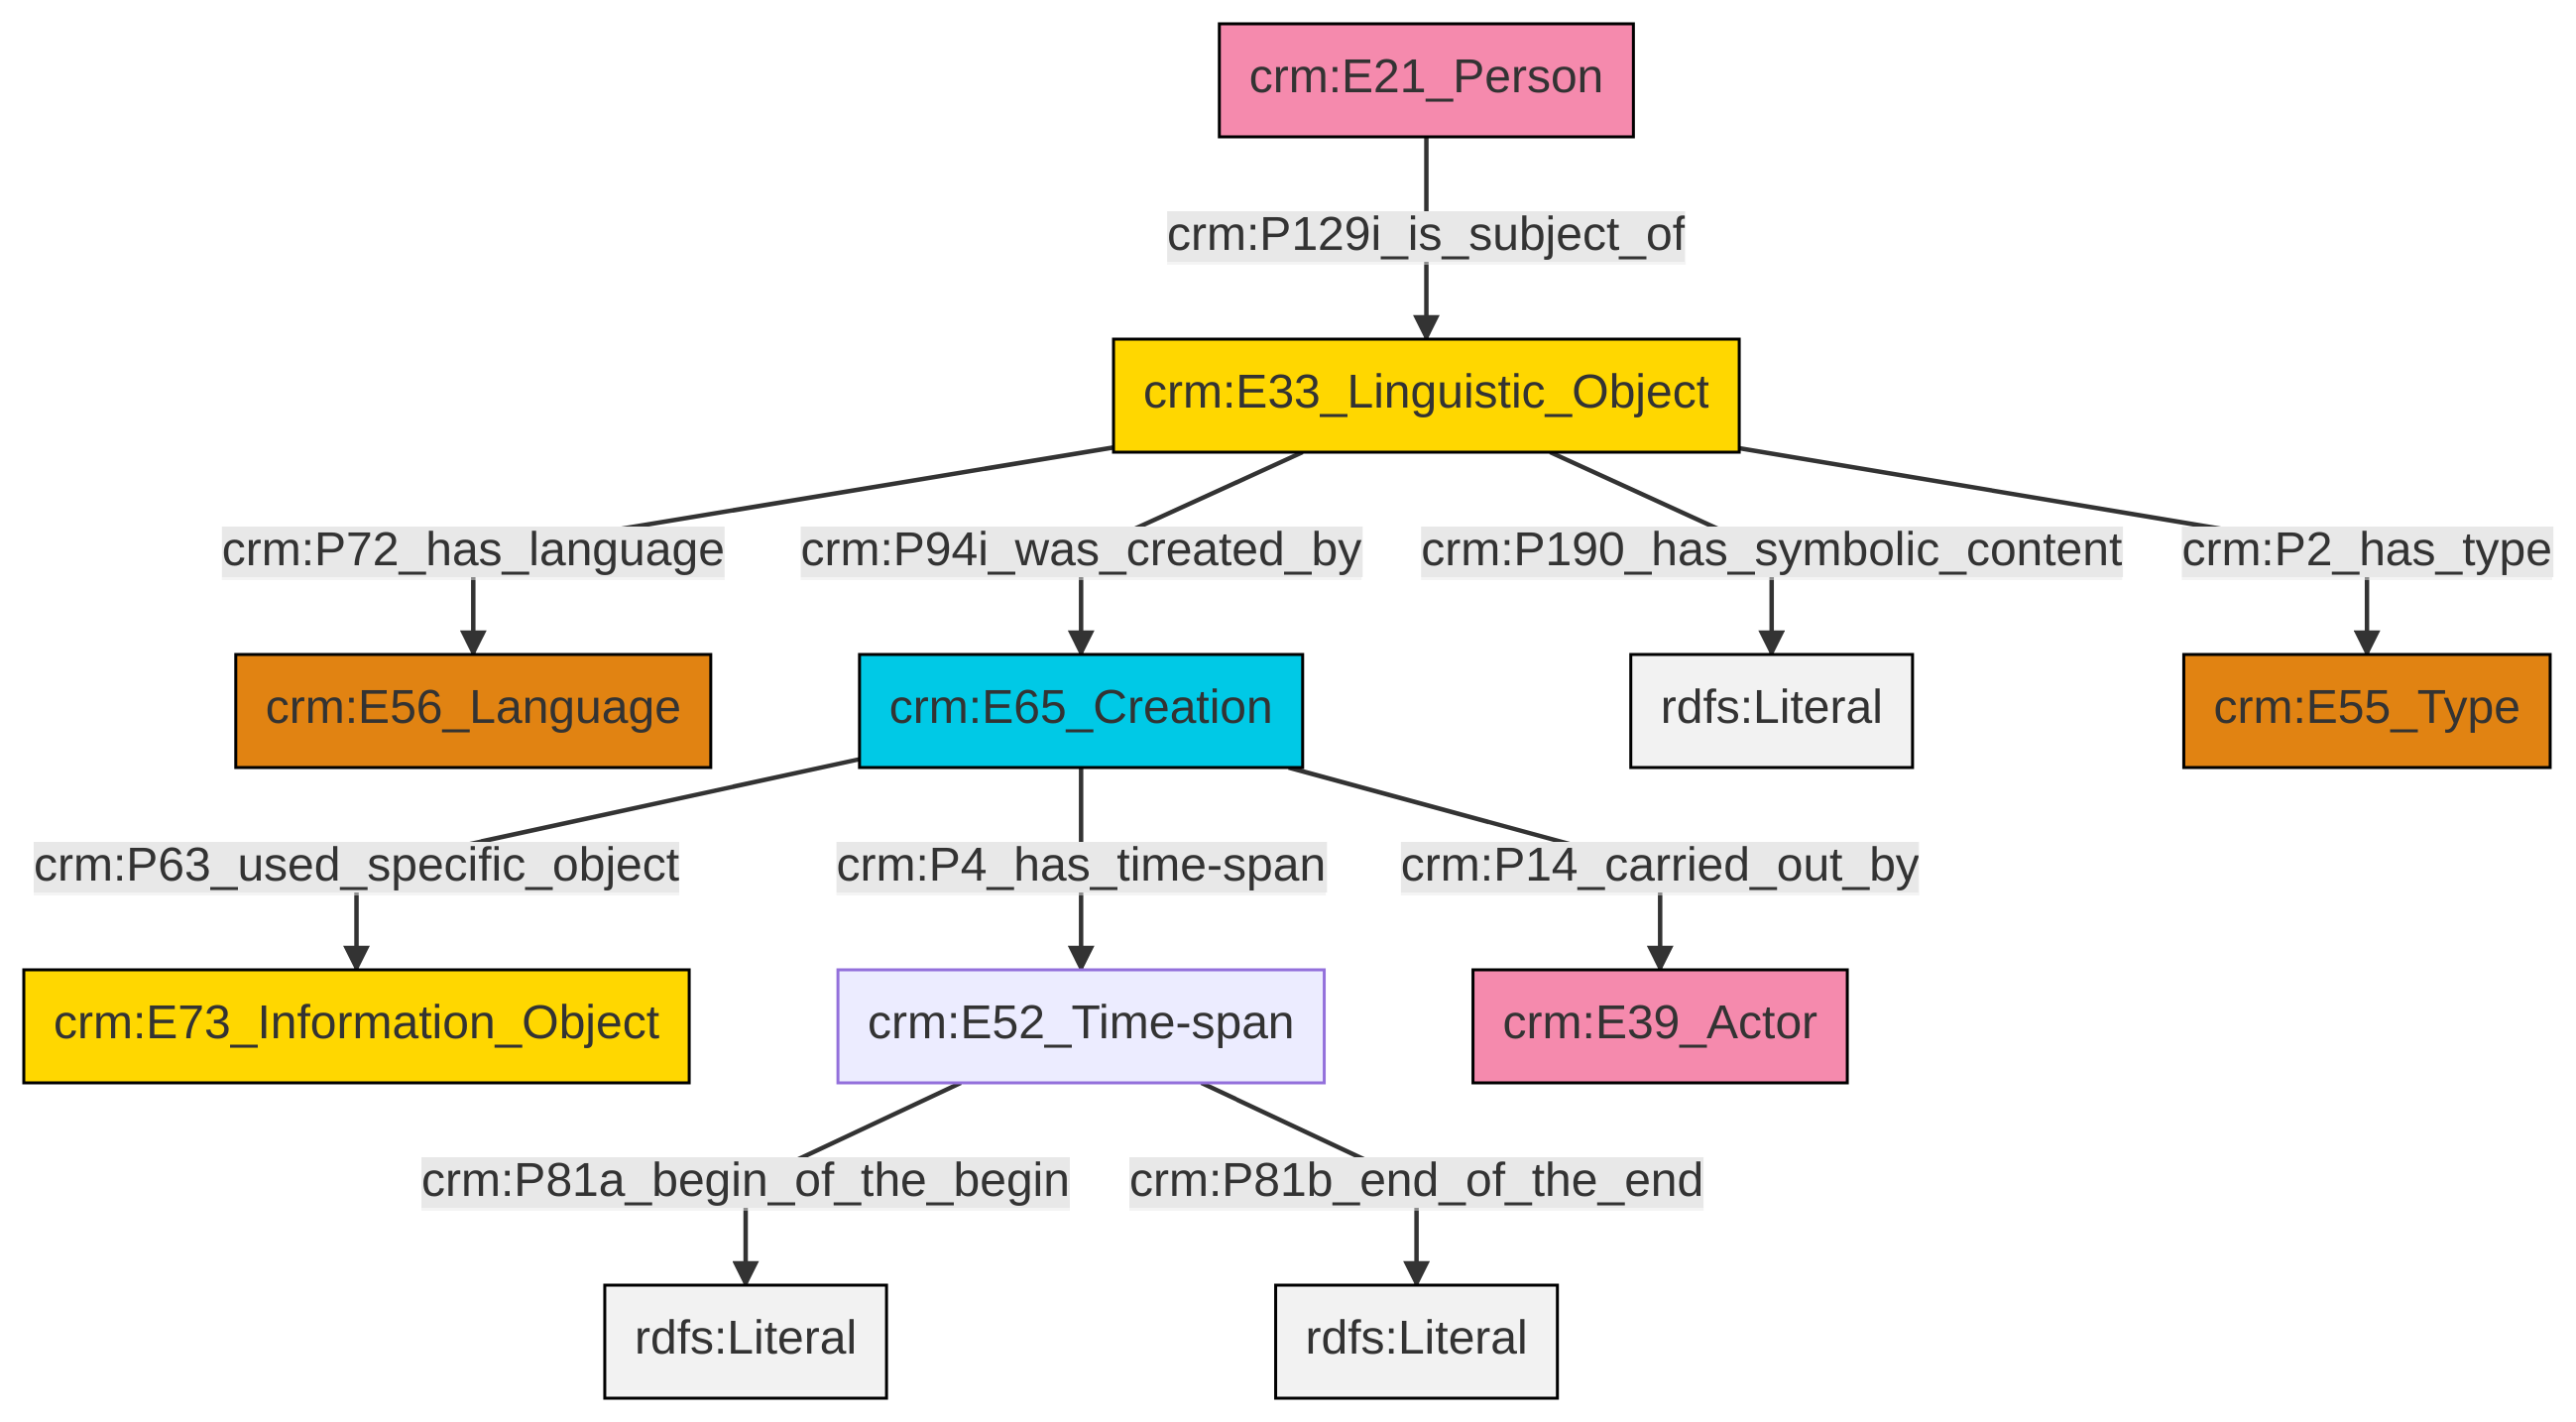 crm:E21_Person
crm:P129i_is_subject_of
crm:E33_Linguistic_Object
crm:P72_has_language
crm:P94i_was_created_by
crm:P190_has_symbolic_content
crm:P2_has_type
crm:E56_Language
crm:E65_Creation
rdfs:Literal
crm:E55_Type
crm:P63_used_specific_object
crm:P4_has_time-span
crm:P14_carried_out_by
crm:E73_Information_Object
crm:E52_Time-span
crm:E39_Actor
crm:P81a_begin_of_the_begin
crm:P81b_end_of_the_end
rdfs:Literal
rdfs:Literal